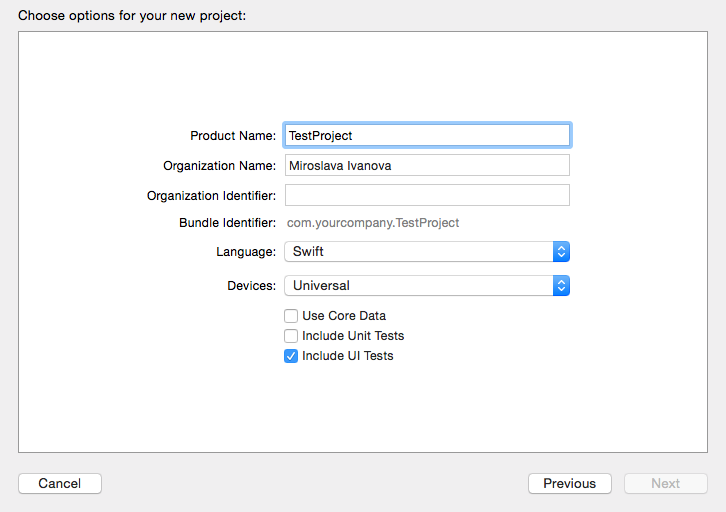 Choose options for your new project:
Product Name: TestProject
Organization Name: Miroslava Ivanova
Organization Identifier:
Bundle Identifier: com.yourcompany.TestProject
Language: Swift
Devices: Universal
Use Core Data
Include Unit Tests
Include UI Tests
Cancel Previous Next